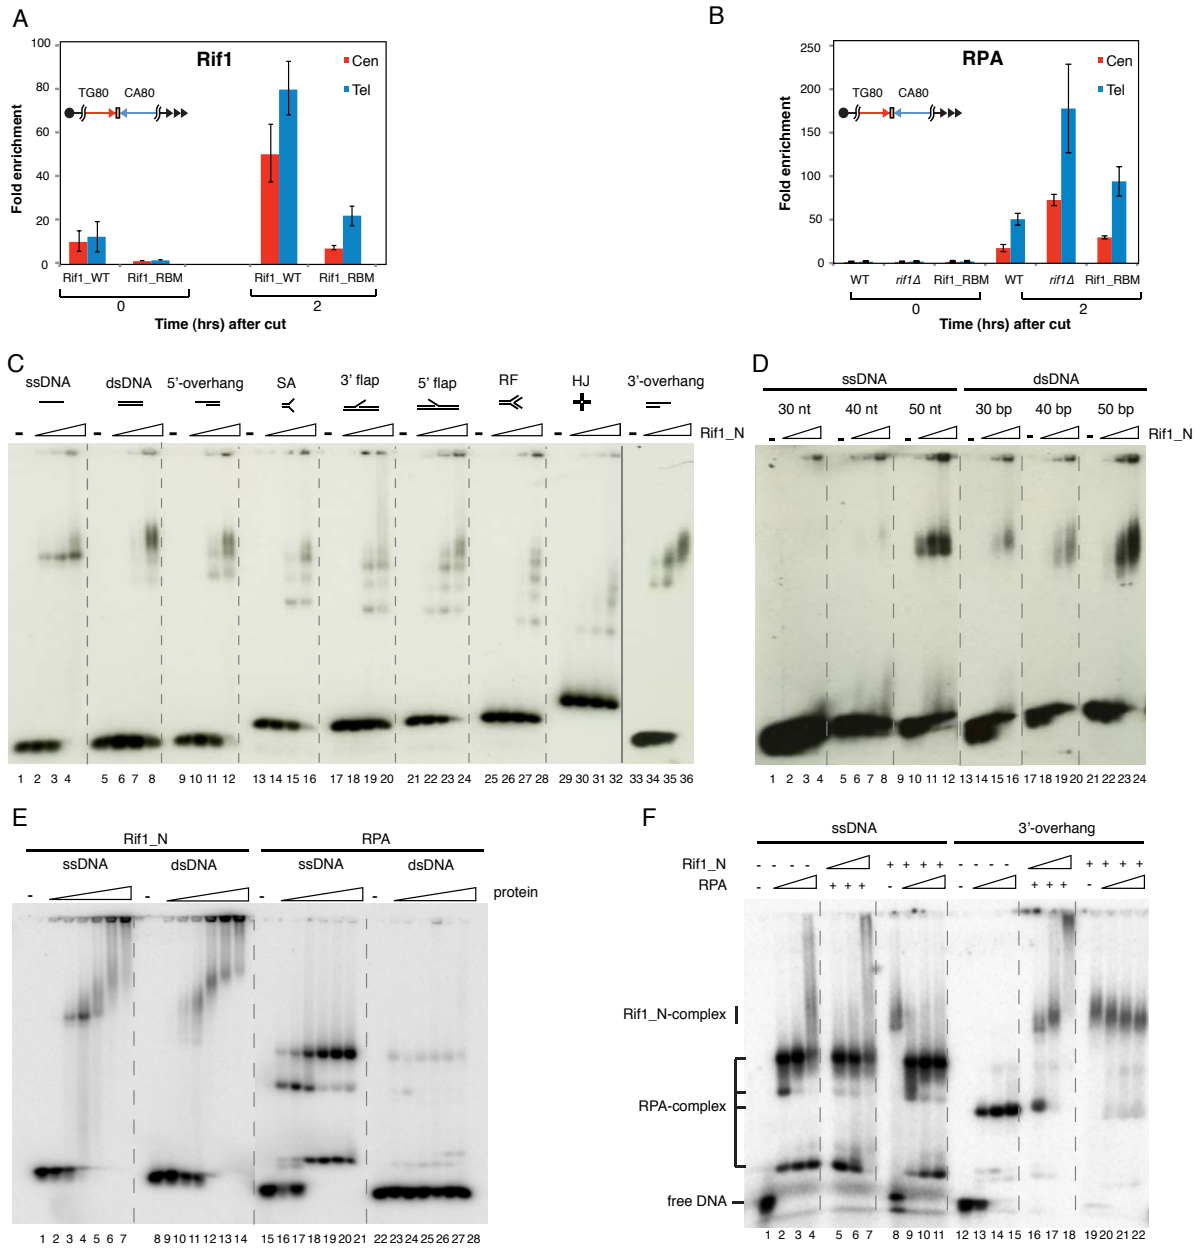 A
Rif1
Cen
Tel
TG80 CA80
Fold enrichment
100
80
60
40
20
0
Rif1_WT Rif1_RBM Rif1_WT Rif1_RBM
0 2
Time (hrs) after cut
B
RPA
Cen
Tel
TG80 CA80
Fold enrichment
250
200
150
100
50
0
WT rif1Δ Rif1_RBM WT rif1Δ Rif1_RBM
0 2
Time (hrs) after cut
C
ssDNA dsDNA 5'-overhang SA 3' flap 5' flap RF HJ 3'-overhang
- - - - - - - - - Rif1_N
1 2 3 4 5 6 7 8 9 10 11 12 13 14 15 16 17 18 19 20 21 22 23 24 25 26 27 28 29 30 31 32 33 34 35 36
D
ssDNA dsDNA
30 nt 40 nt 50 nt 30 bp 40 bp 50 bp
- - - - - - Rif1_N
1 2 3 4 5 6 7 8 9 10 11 12 13 14 15 16 17 18 19 20 21 22 23 24
E
Rif1_N RPA
ssDNA dsDNA ssDNA dsDNA
- - - - protein
1 2 3 4 5 6 7 8 9 10 11 12 13 14 15 16 17 18 19 20 21 22 23 24 25 26 27 28
F
ssDNA 3'-overhang
Rif1_N - - - - + + + + - - - - + + + +
RPA - + + + - - + + + -
Rif1_N-complex
RPA-complex
free DNA
1 2 3 4 5 6 7 8 9 10 11 12 13 14 15 16 17 18 19 20 21 22